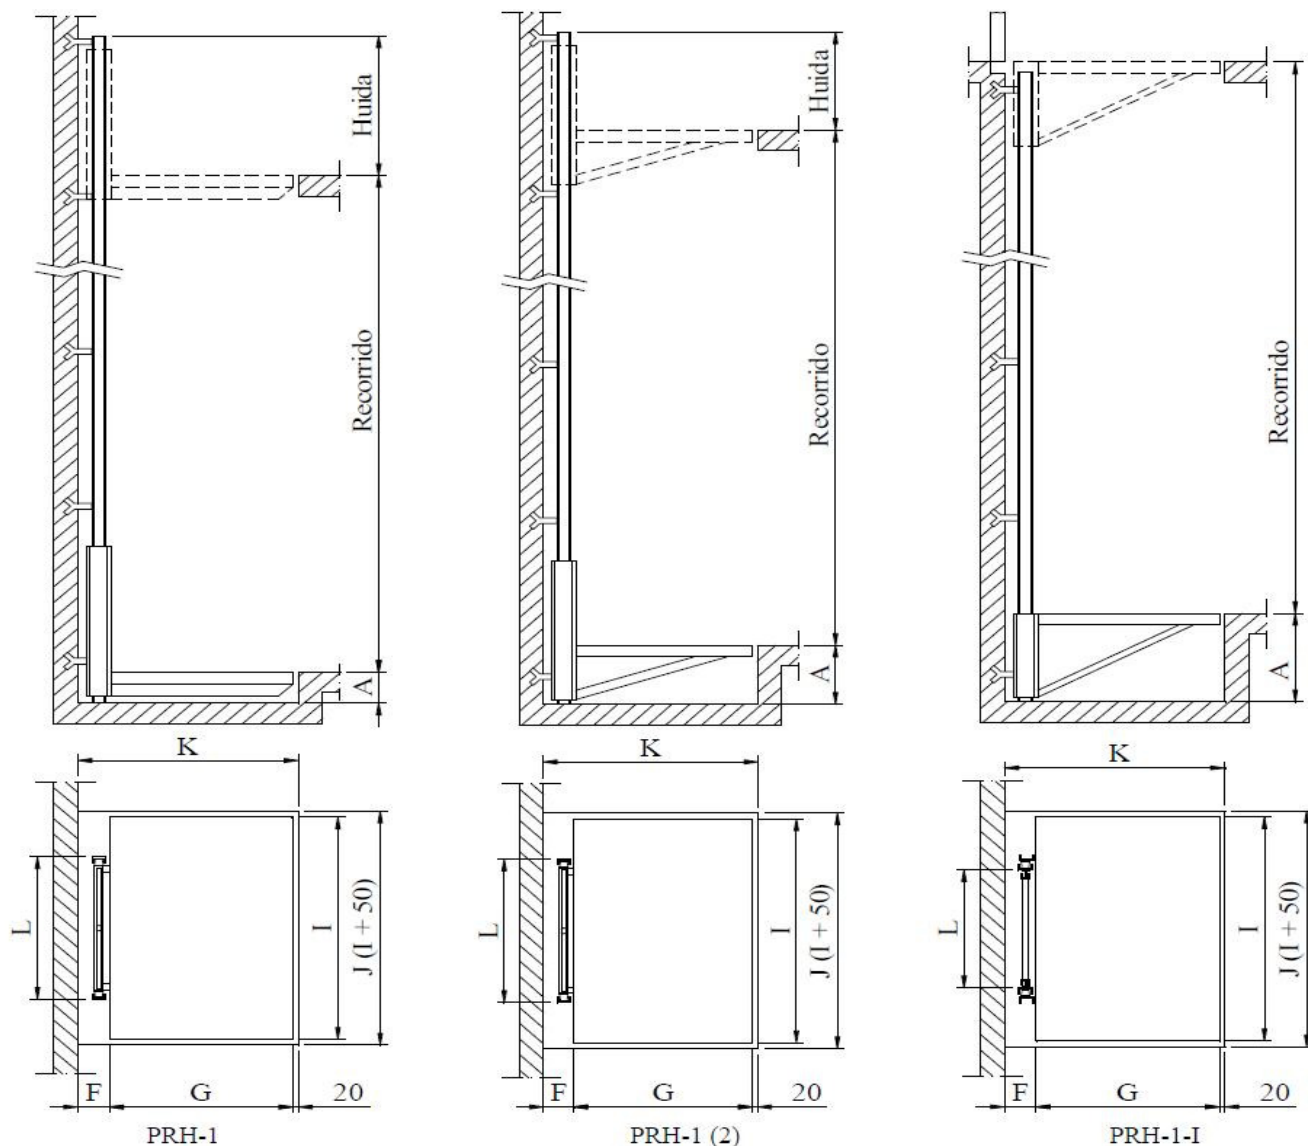 Huida
Recorrido
A
K
L
I
J (I + 50)
F
G
20
PRH-1
Huida
Recorrido
A
K
L
I
J (I + 50)
F
G
20
PRH-1 (2)
Recorrido
A
K
L
I
J (I + 50)
F
G
20
PRH-1-I